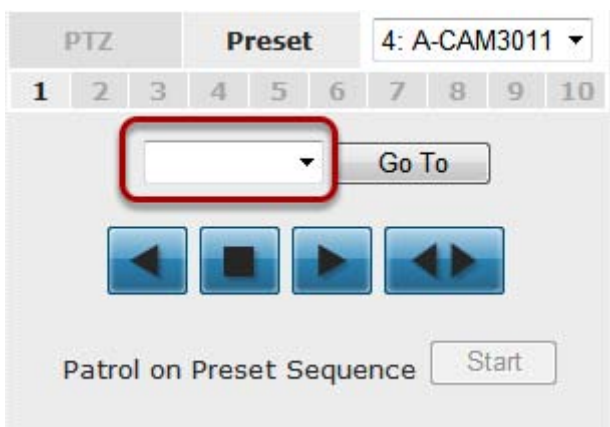 PTZ Preset 4: A-CAM3011
1 2 3 4 5 6 7 8 9 10
Go To
Patrol on Preset Sequence Start